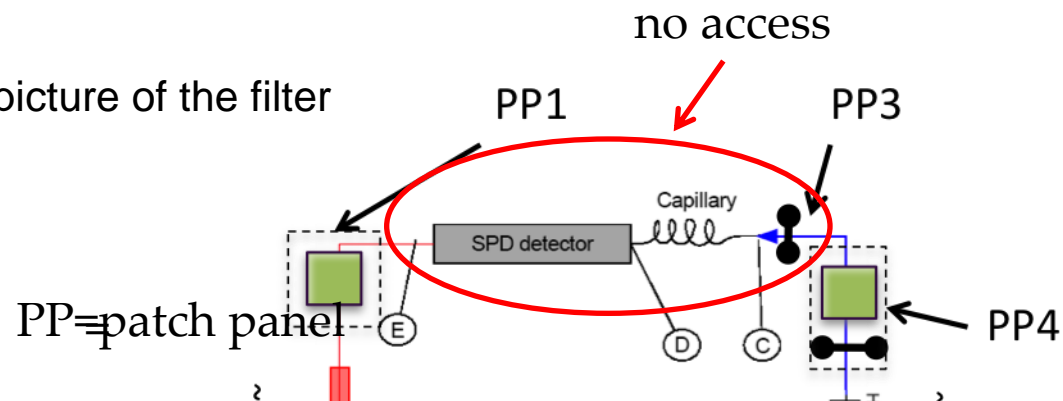 no access
picture of the filter
PP1
PP3
Capillary
SPD detector
PP=patch panel
E
D
C
PP4
~
~
T